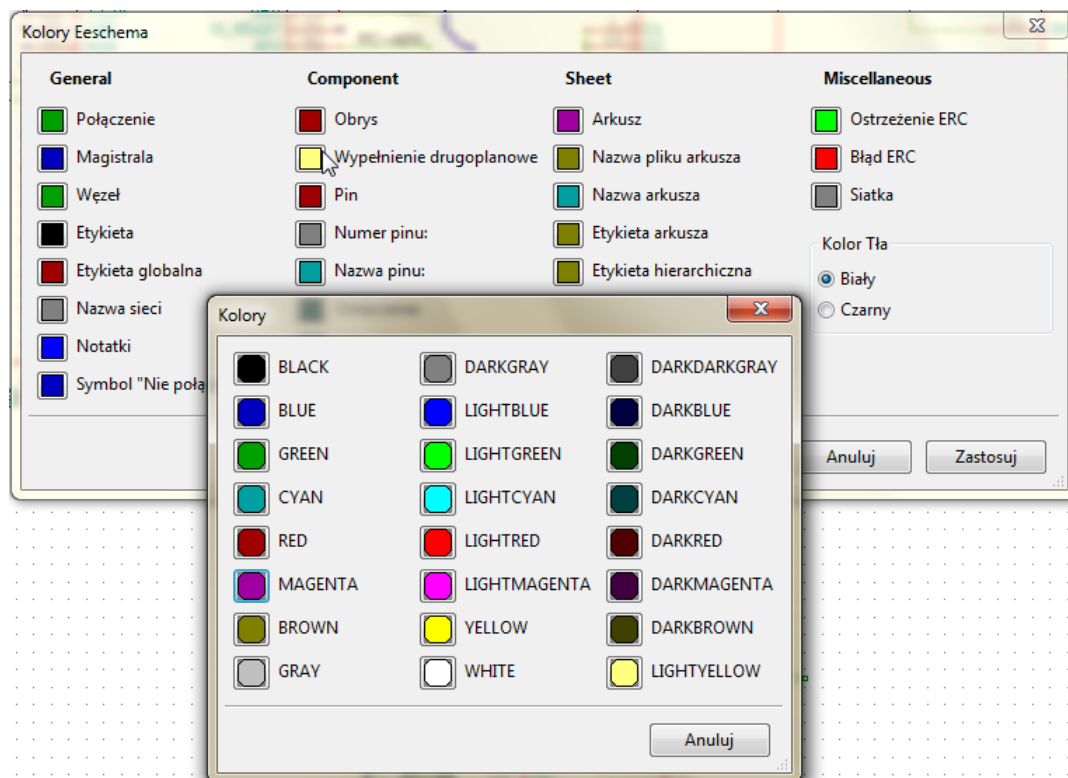 Kolory Eeschema
General
Component
Sheet
Miscellaneous
Połączenie
Obrys
Arkusz
Ostrzeżenie ERC
Magistrala
Wypełnienie drugoplanowe
Nazwa pliku arkusza
Błąd ERC
Węzeł
Pin
Nazwa arkusza
Siatka
Etykieta
Numer pinu:
Etykieta arkusza
Kolor Tła
Etykieta globalna
Nazwa pinu:
Etykieta hierarchiczna
Biały
Nazwa sieci
Czarny
Notatki
Symbol "Nie połą
Anuluj
Zastosuj
Kolory
BLACK
DARKGRAY
DARKDARKGRAY
BLUE
LIGHTBLUE
DARKBLUE
GREEN
LIGHTGREEN
DARKGREEN
CYAN
LIGHTCYAN
DARKCYAN
RED
LIGHTRED
DARKRED
MAGENTA
LIGHTMAGENTA
DARKMAGENTA
BROWN
YELLOW
DARKBROWN
GRAY
WHITE
LIGHTYELLOW
Anuluj